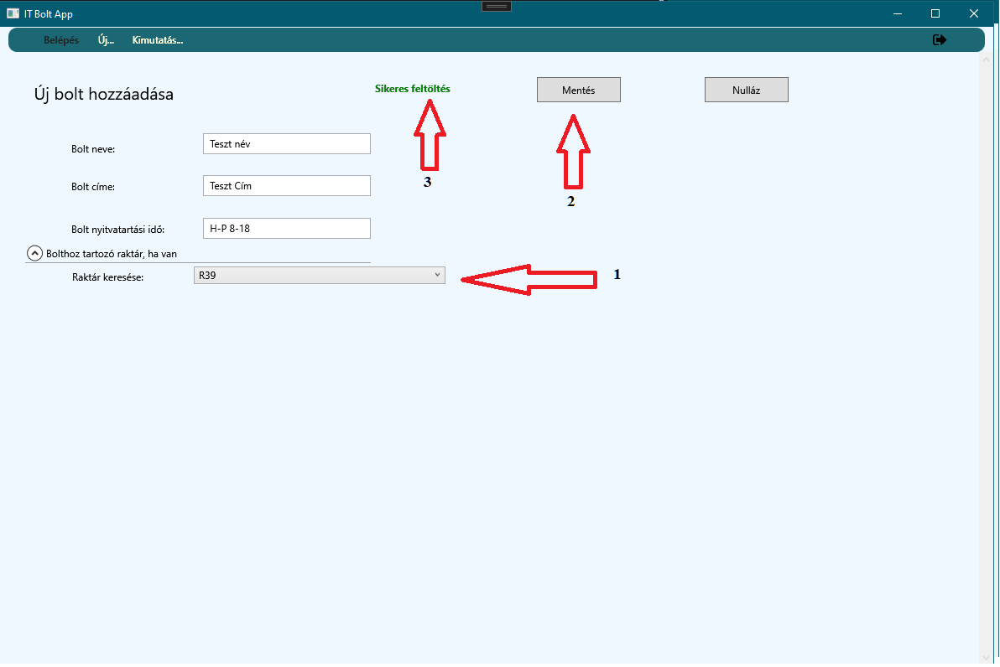 IT Bolt App
Belépés Új... Kimutatás...
Új bolt hozzáadása Sikeres feltöltés Mentés Nulláz
Bolt neve: Teszt név
3
Bolt címe: Teszt Cím
2
Bolt nyitvatartási idő: H-P 8-18
Bolthoz tartozó raktár, ha van
Raktár keresése: R39 1